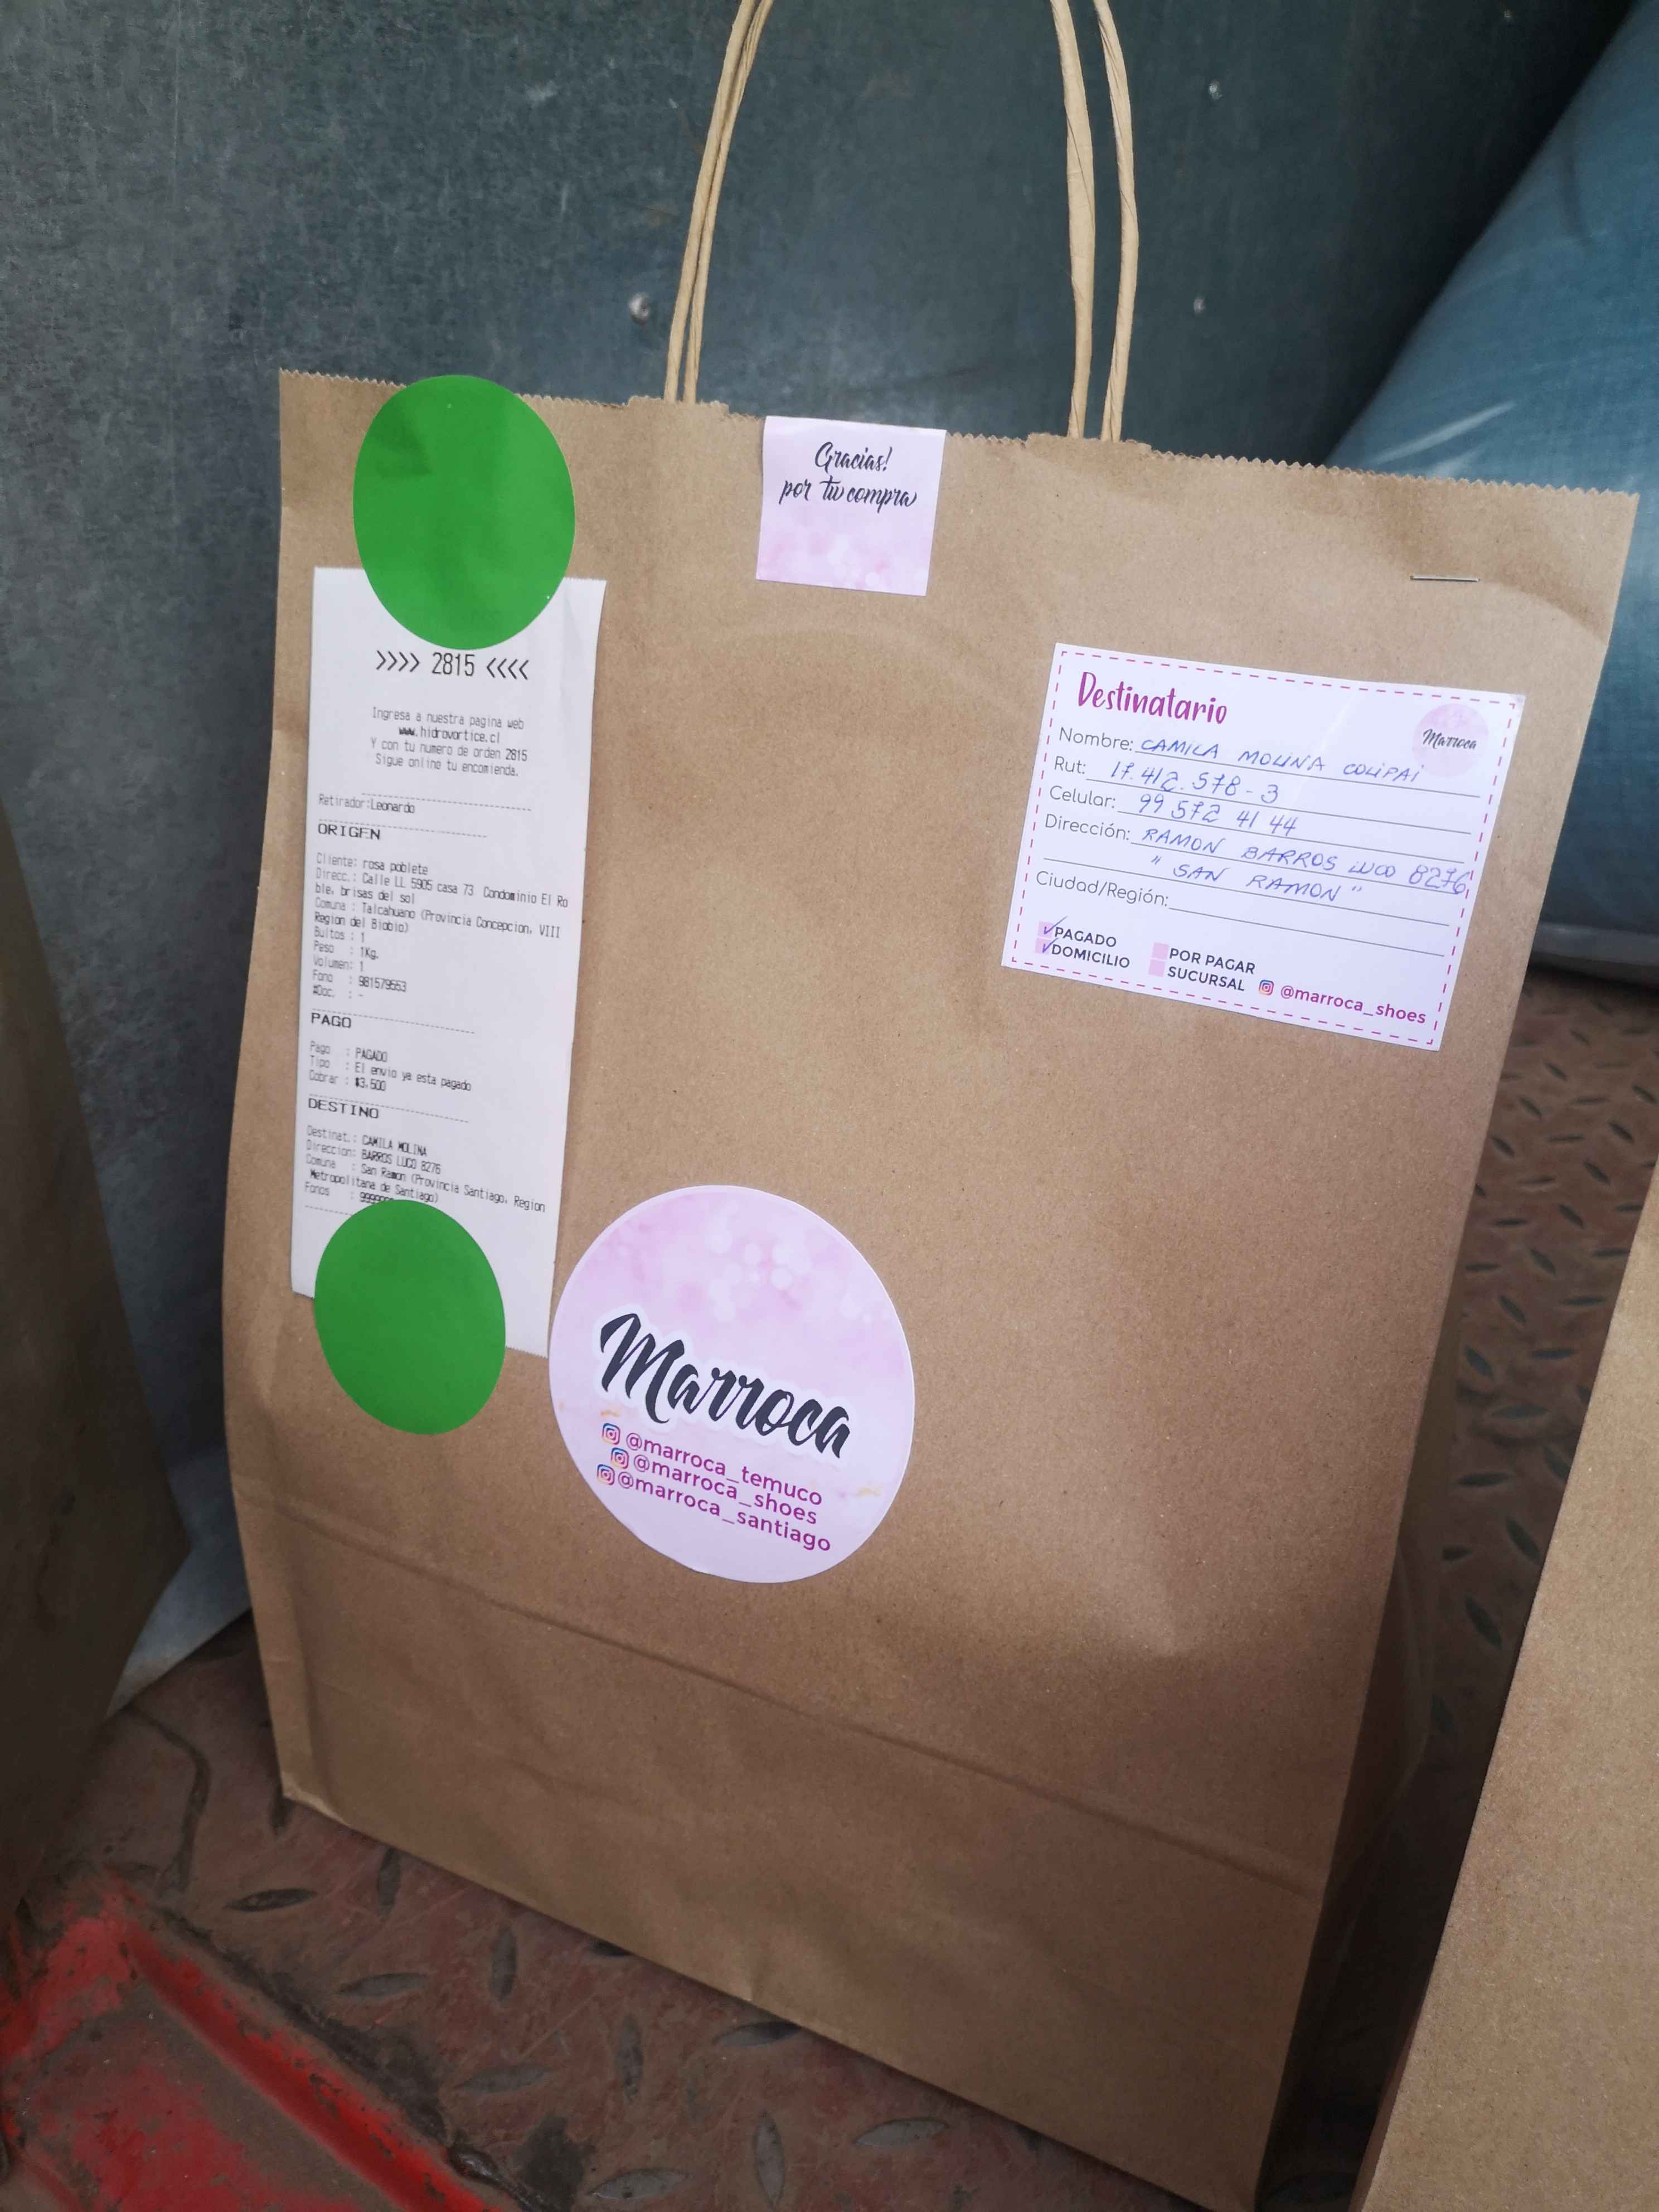 Gracias!
por tu compra
>>>> 2815 <<<<
Ingresa a nuestra pagina web
www.hidrovortice.cl
Y con tu numero de orden 2815
Sigue online tu encomienda.
Retirador:Leonardo
ORIGEN
Cliente: rosa poblete
Direcc.: Calle LL 5905 casa 73 Condominio El Ro
ble, brisas del sol
Comuna : Talcahuano (Provincia Concepcion, VIII
Region del Biobio)
Bultos : 1
Peso : 1Kg.
Volumen: 1
Fono : 981579553
#Doc. : -
PAGO
Pago : PAGADO
Tipo : El envio ya esta pagado
Cobrar : $3,500
DESTINO
Destinat.: CAMILA MOLINA
Direccion: BARROS LUCO 8276
Comuna : San Ramon (Provincia Santiago, Region
Metropolitana de Santiago)
Fonos :
Destinatario
Marroca
Nombre: CAMILA MOLINA COLIPAI
Rut: 17.412.578-3
Celular: 99 572 41 44
Dirección: RAMON BARROS LUCO 8276
" SAN RAMON "
Ciudad/Región:
PAGADO POR PAGAR
DOMICILIO SUCURSAL @marroca_shoes
Marroca
@marroca_temuco
@marroca_shoes
@marroca_santiago